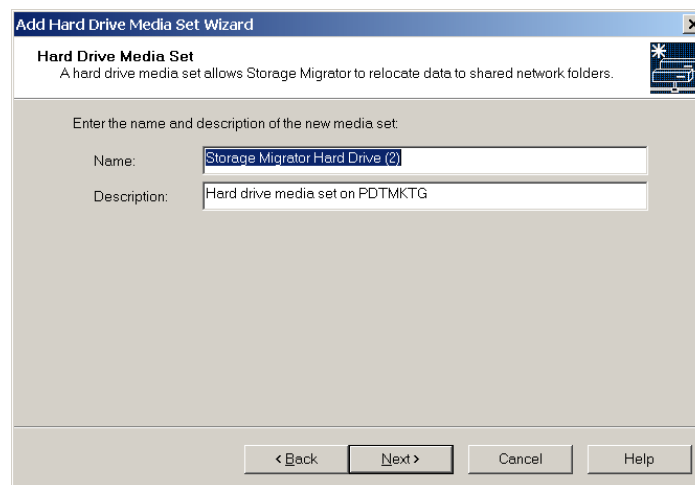 Add Hard Drive Media Set Wizard
Hard Drive Media Set
A hard drive media set allows Storage Migrator to relocate data to shared network folders.
Enter the name and description of the new media set:
Name: Storage Migrator Hard Drive (2)
Description: Hard drive media set on PDTMKTG
< Back Next > Cancel Help